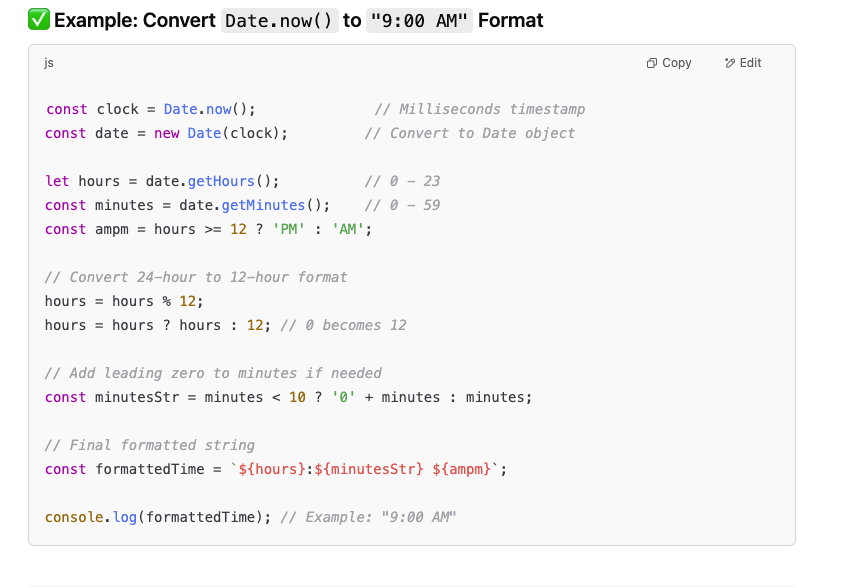 ✅ Example: Convert Date.now() to "9:00 AM" Format
js Copy Edit
const clock = Date.now();              // Milliseconds timestamp
const date = new Date(clock);         // Convert to Date object
let hours = date.getHours();          // 0 – 23
const minutes = date.getMinutes();    // 0 – 59
const ampm = hours >= 12 ? 'PM' : 'AM';
// Convert 24-hour to 12-hour format
hours = hours % 12;
hours = hours ? hours : 12; // 0 becomes 12
// Add leading zero to minutes if needed
const minutesStr = minutes < 10 ? '0' + minutes : minutes;
// Final formatted string
const formattedTime = `${hours}:${minutesStr} ${ampm}`;
console.log(formattedTime); // Example: "9:00 AM"